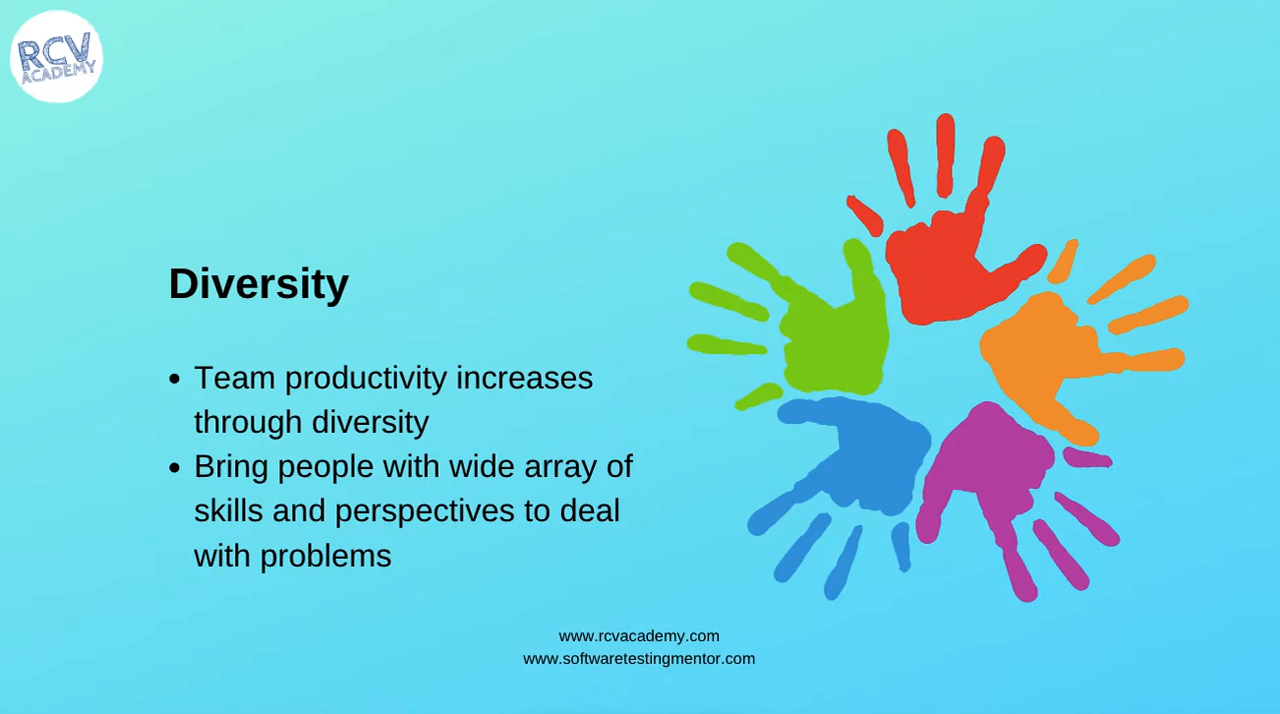 RCV
ACADEMY
Diversity
• Team productivity increases
through diversity
• Bring people with wide array of
skills and perspectives to deal
with problems
www.rcvacademy.com
www.softwaretestingmentor.com